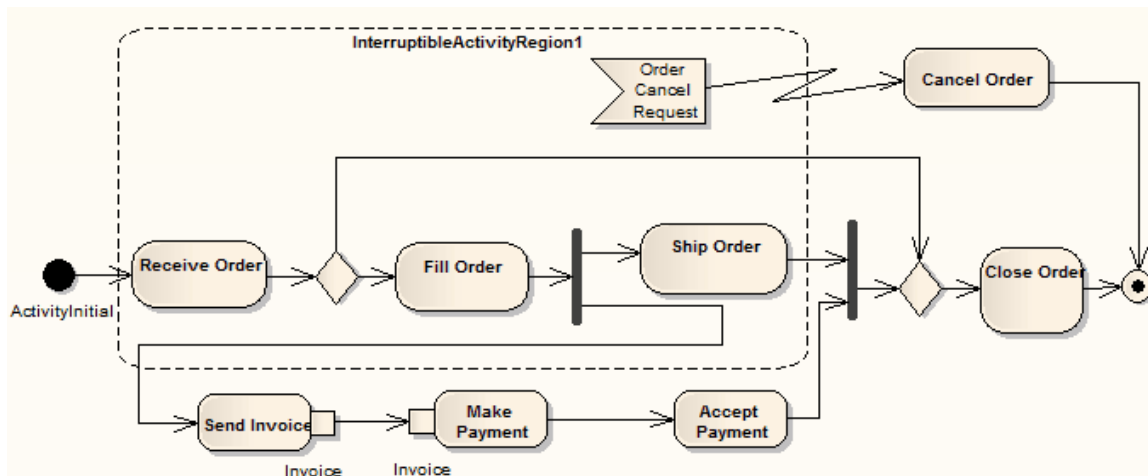 InterruptibleActivityRegion1
Order
Cancel
Request
Cancel Order
Receive Order
Fill Order
Ship Order
Close Order
ActivityInitial
Send Invoice
Make
Payment
Accept
Payment
Invoice
Invoice